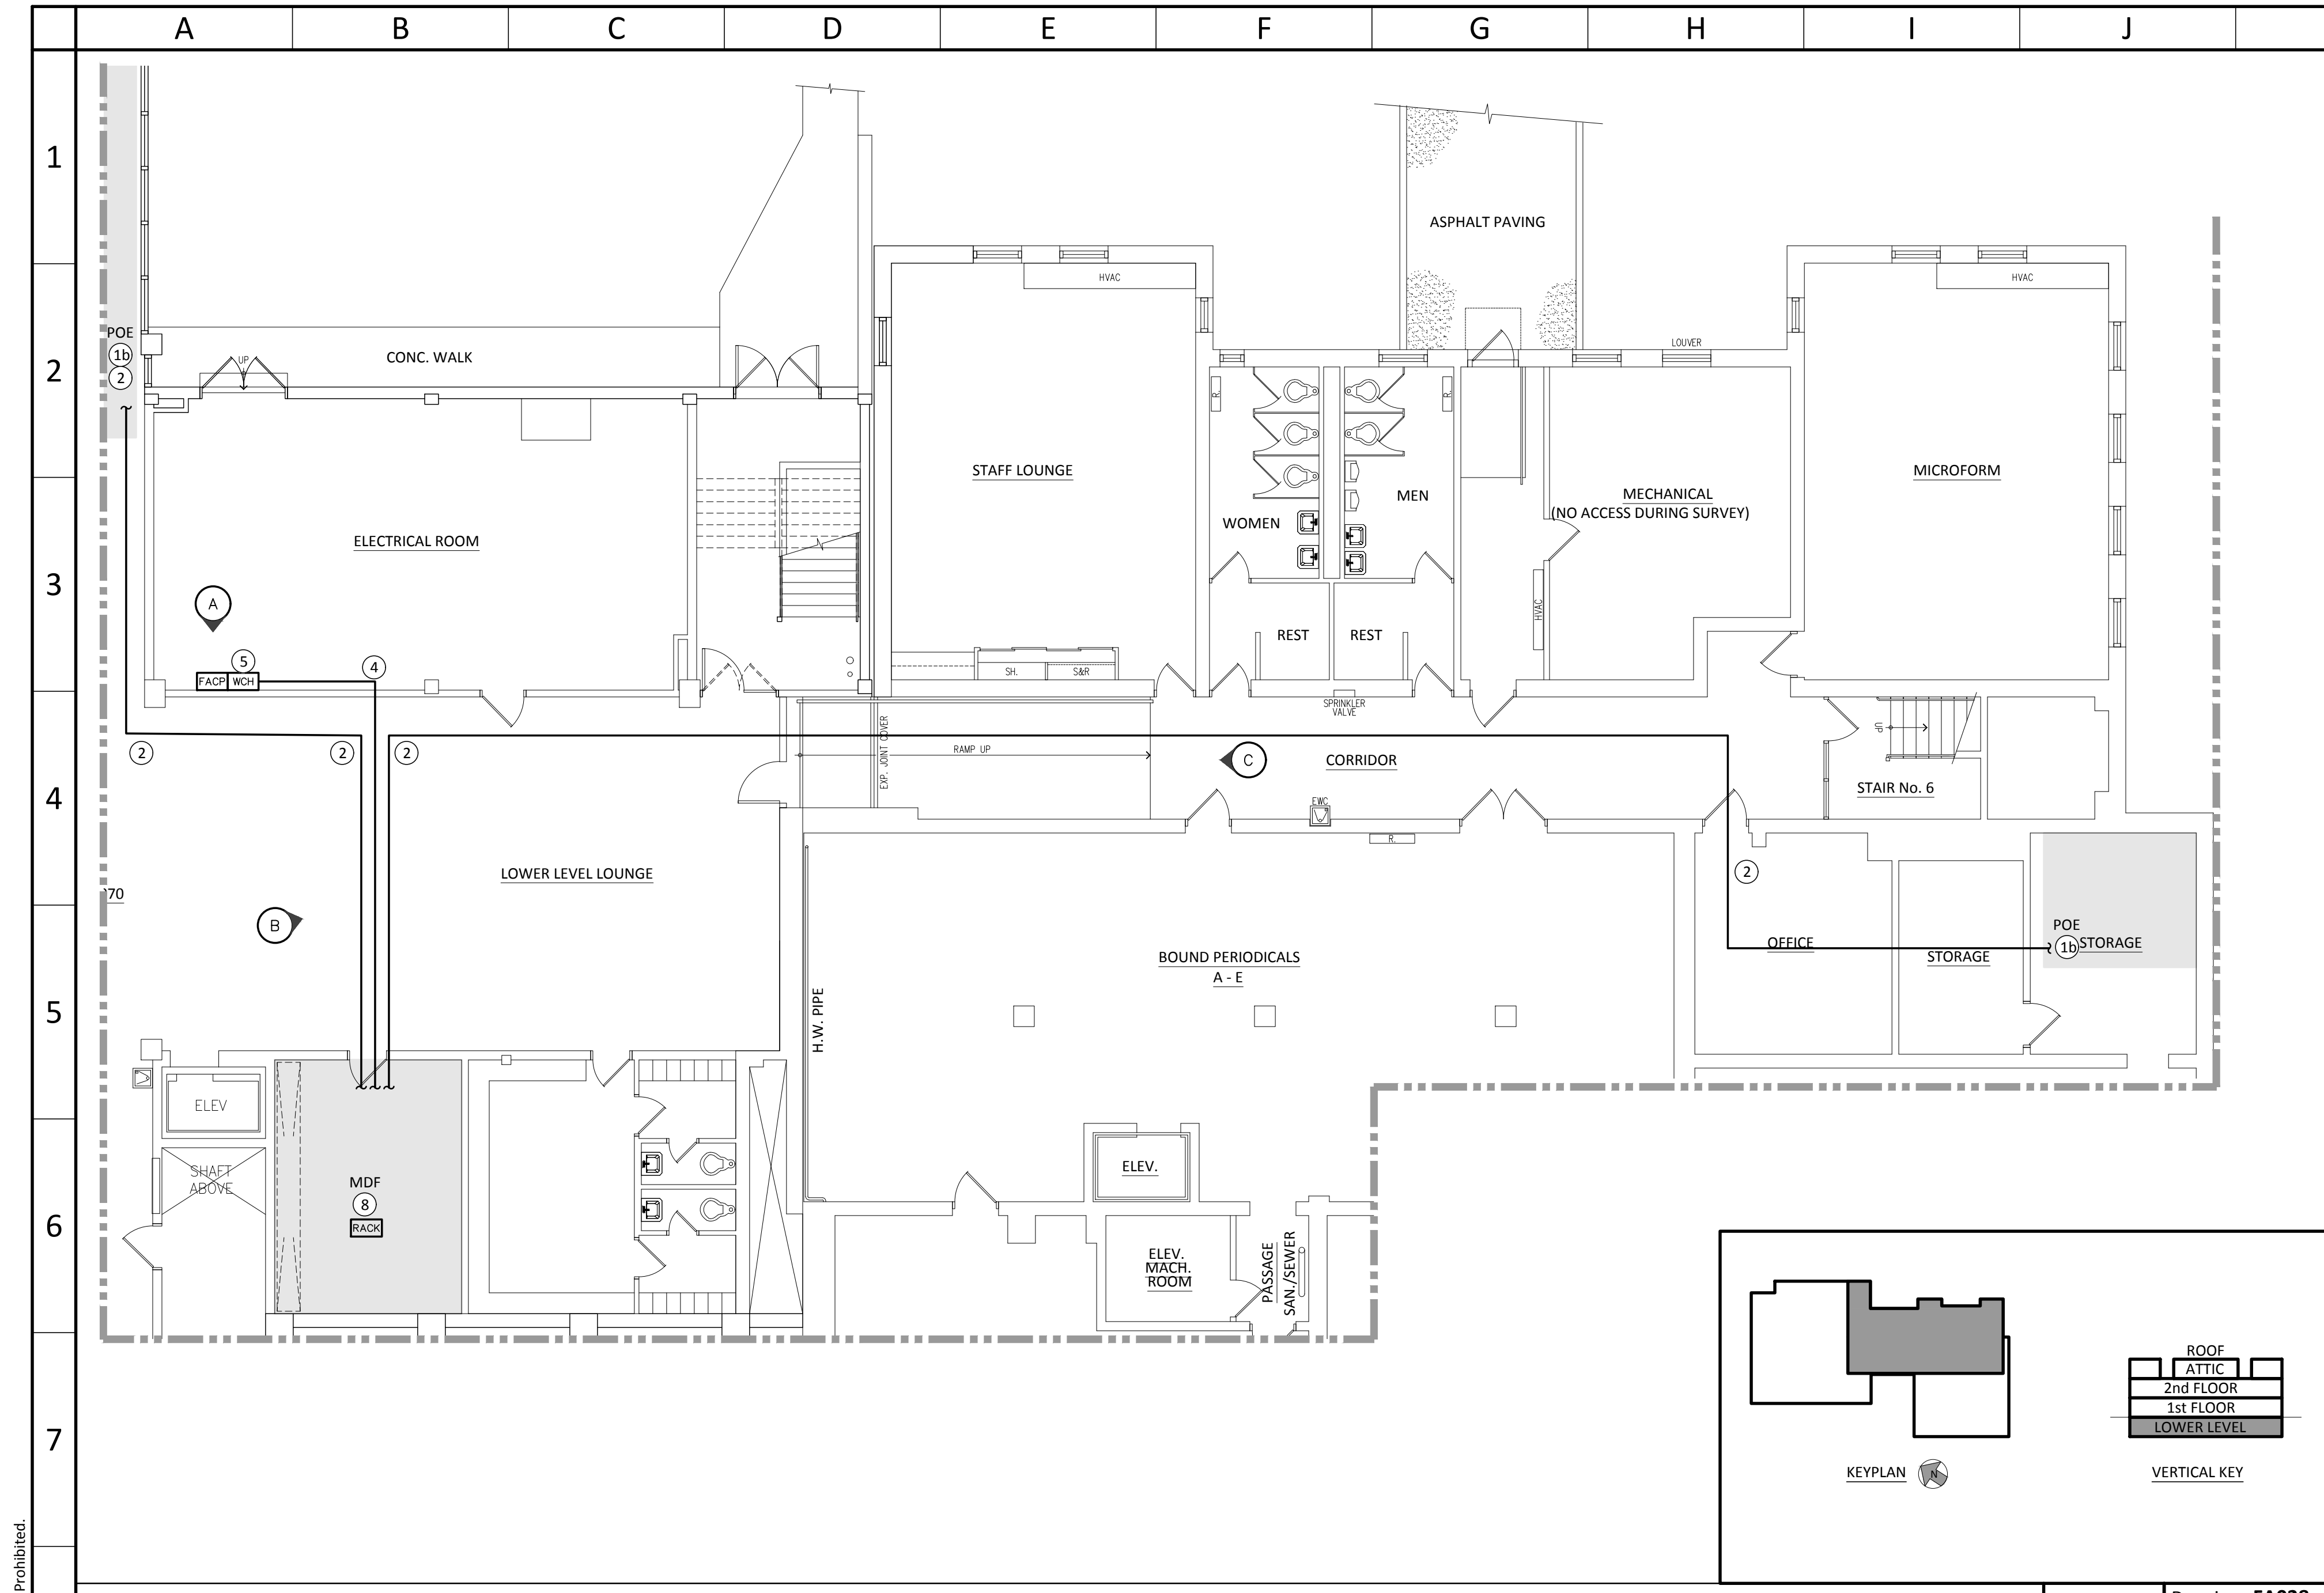 A B C D E F G H I J
1
ASPHALT PAVING
HVAC
HVAC
POE
1b
2
2
UP
CONC. WALK
LOUVER
R.
R.
STAFF LOUNGE
MICROFORM
MEN
MECHANICAL
(NO ACCESS DURING SURVEY)
WOMEN
ELECTRICAL ROOM
3
A
HVAC
REST
REST
5
4
FACP
WCH
SH.
S&R
SPRINKLER
VALVE
EXP. JOINT COVER
UP
2
2
2
RAMP UP
C
CORRIDOR
4
STAIR No. 6
EWC
R.
LOWER LEVEL LOUNGE
2
70
B
POE
1b
STORAGE
OFFICE
STORAGE
BOUND PERIODICALS
A - E
5
H.W. PIPE
ELEV
ELEV.
SHAFT
ABOVE
MDF
8
RACK
6
ELEV.
MACH.
ROOM
PASSAGE
SAN./SEWER
ROOF
ATTIC
2nd FLOOR
1st FLOOR
LOWER LEVEL
7
KEYPLAN
N
VERTICAL KEY
Prohibited.